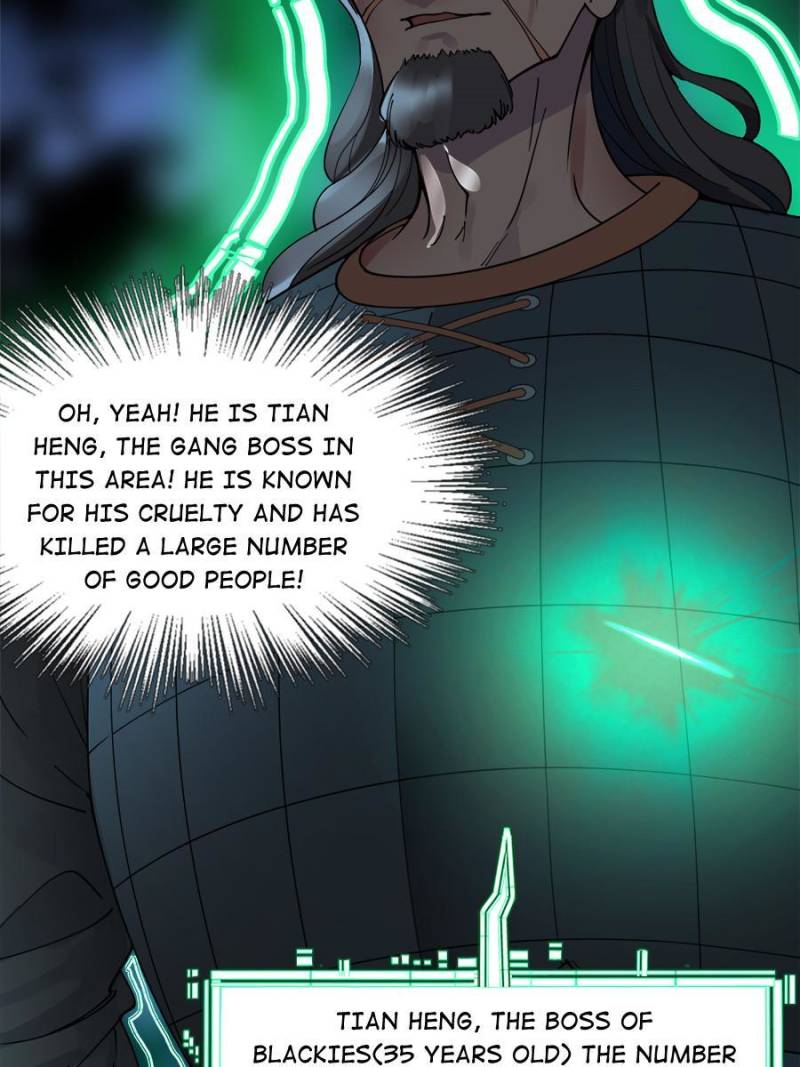 OH, YEAH! HE IS TIAN
HENG, THE GANG BOSS IN
THIS AREA! HE IS KNOWN
FOR HIS CRUELTY AND HAS
KILLED A LARGE NUMBER
OF GOOD PEOPLE!
TIAN HENG, THE BOSS OF
BLACKIES(35 YEARS OLD) THE NUMBER